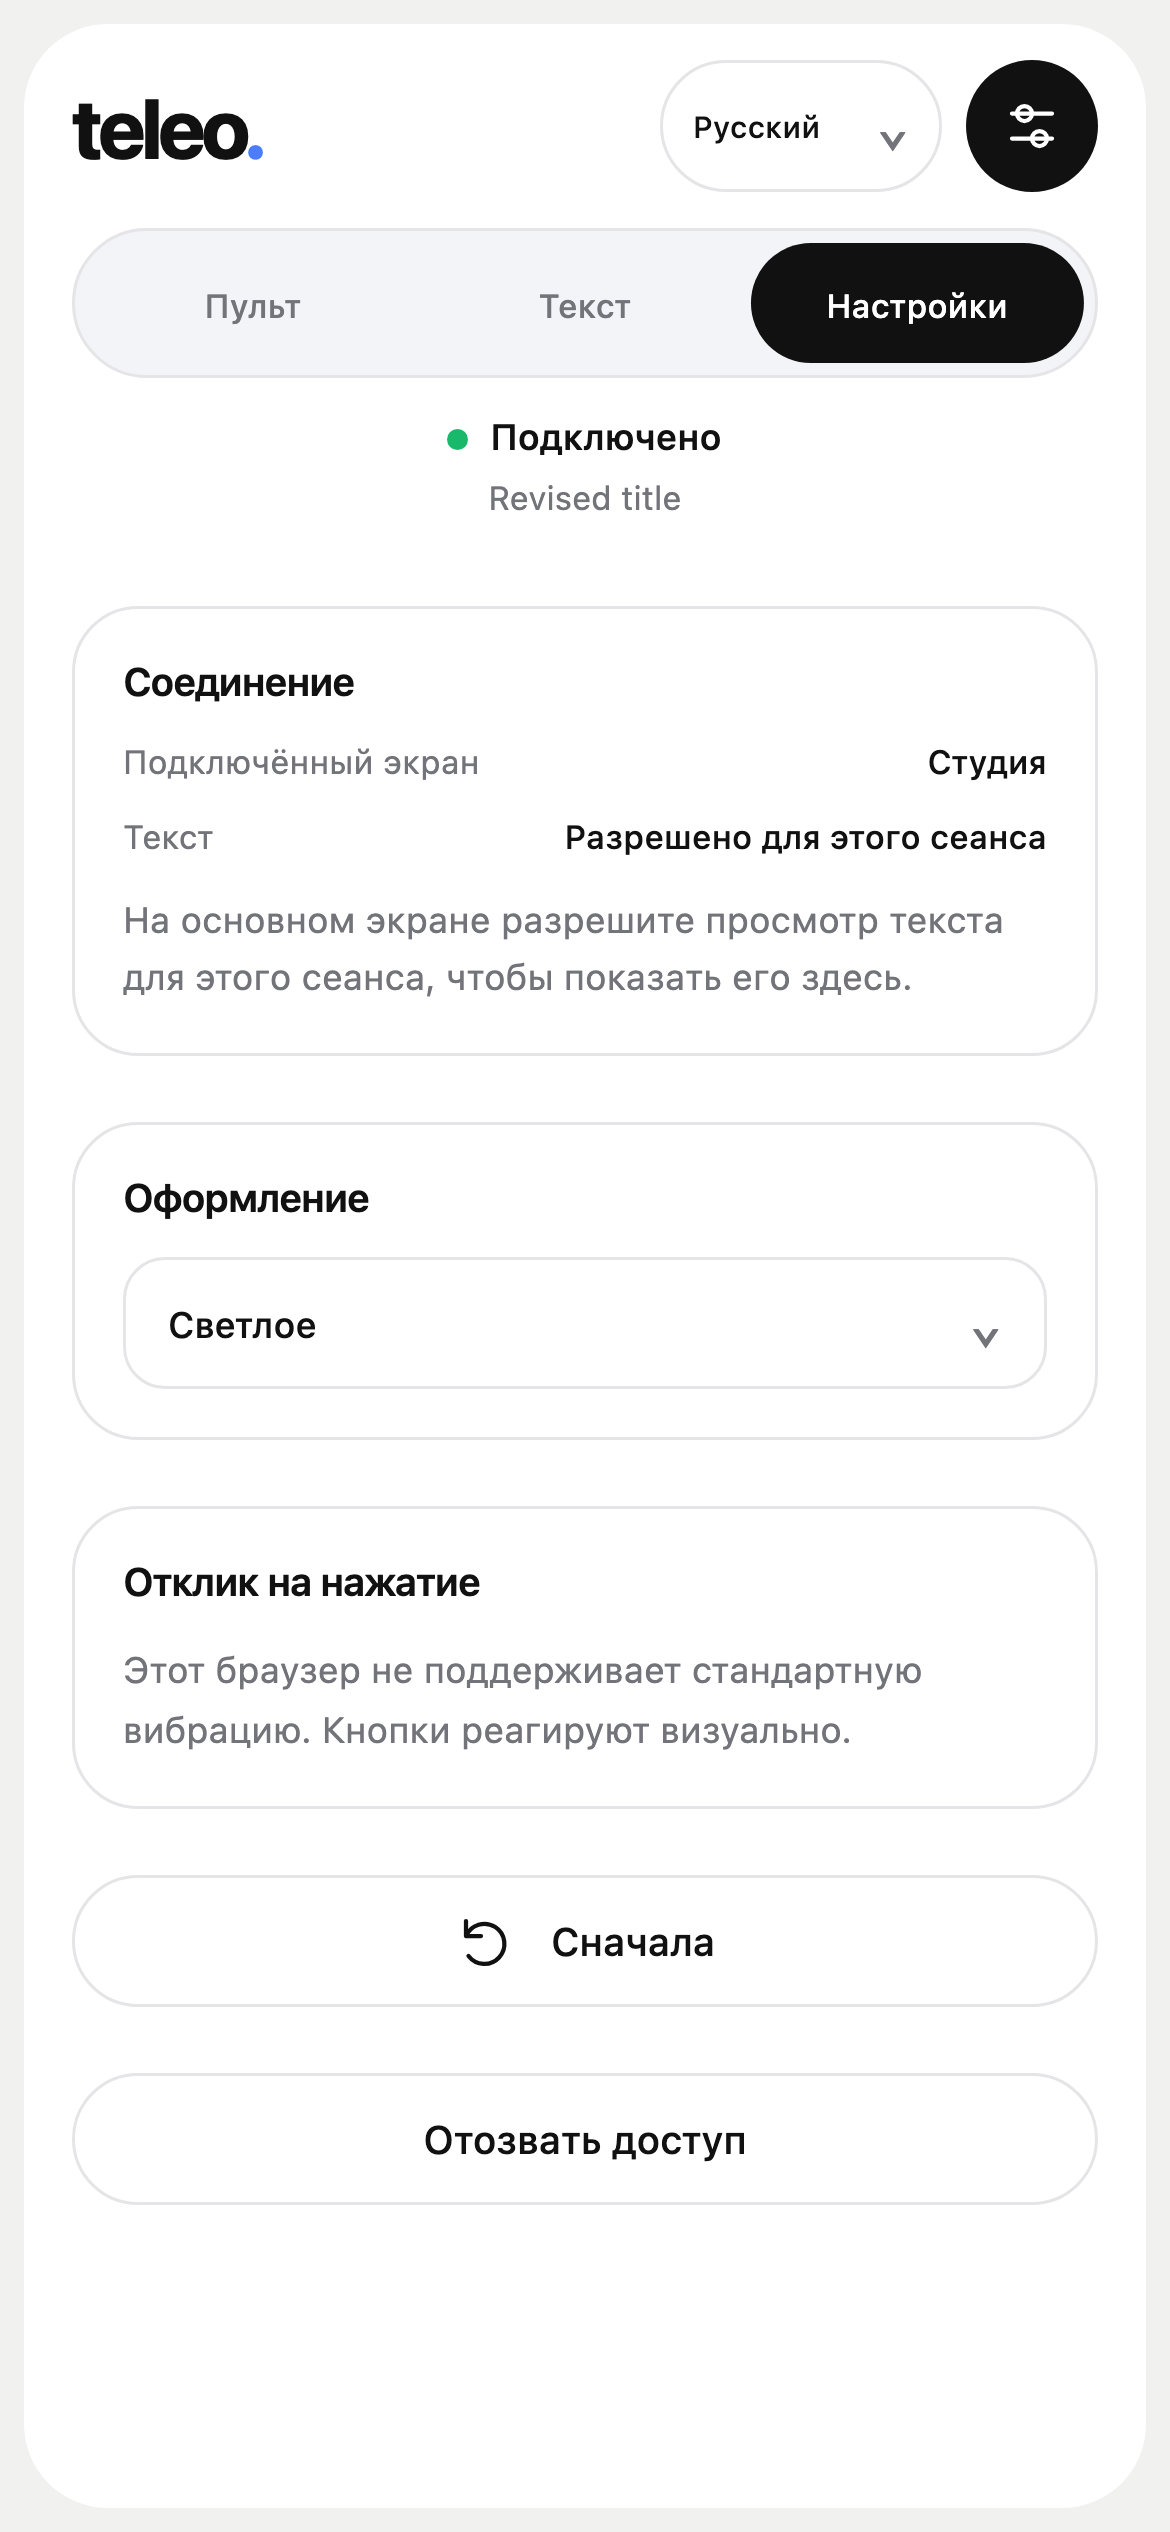 teleo.
Русский
Пульт
Текст
Настройки
Подключено
Revised title
Соединение
Подключённый экран
Студия
Текст
Разрешено для этого сеанса
На основном экране разрешите просмотр текста
для этого сеанса, чтобы показать его здесь.
Оформление
Светлое
Отклик на нажатие
Этот браузер не поддерживает стандартную
вибрацию. Кнопки реагируют визуально.
Сначала
Отозвать доступ